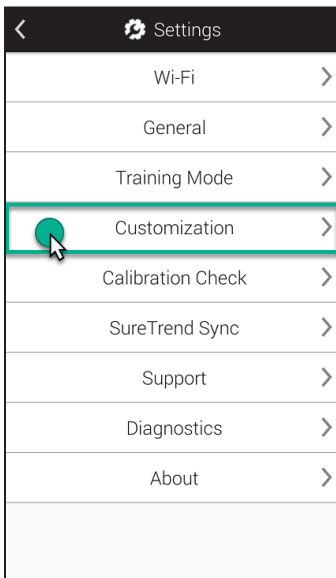 Settings
Wi-Fi
General
Training Mode
Customization
Calibration Check
SureTrend Sync
Support
Diagnostics
About